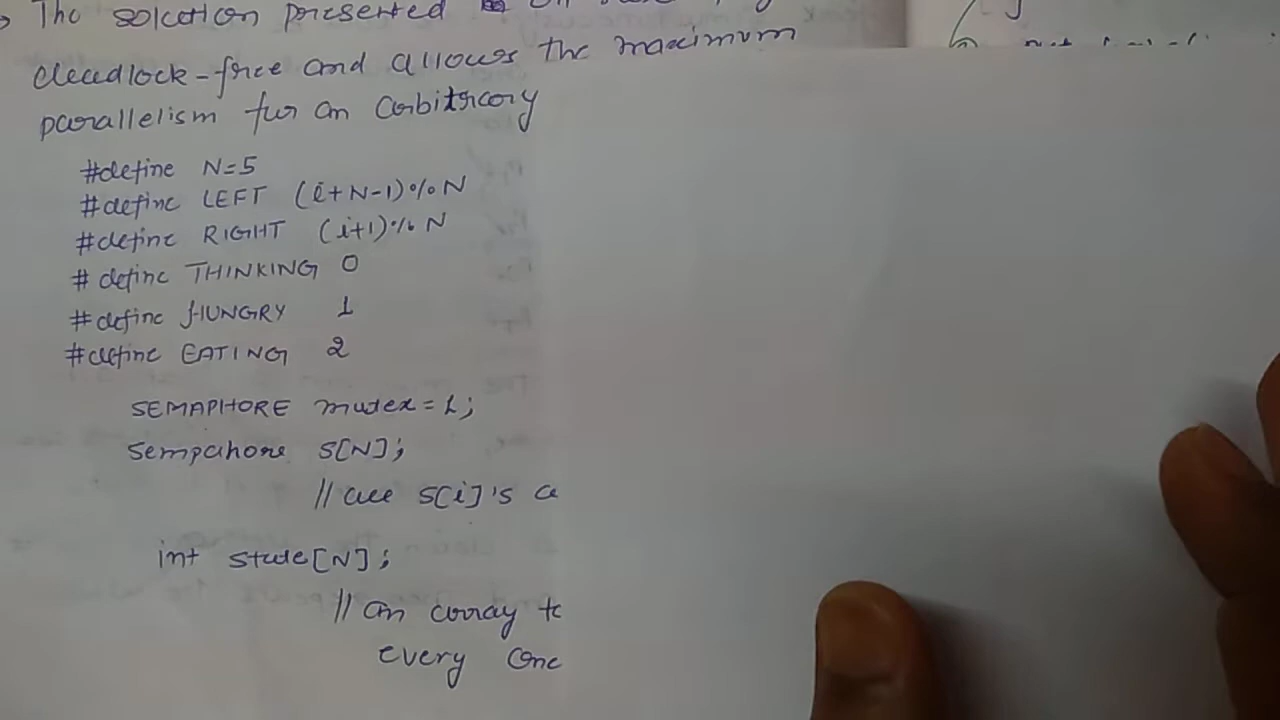 The solution presented
deadlock-free and allows the maximum
parallelism for an arbitrary
#define N=5
#define LEFT (i+N-1)%N
#define RIGHT (i+1)%N
#define THINKING 0
#define HUNGRY 1
#define EATING 2
SEMAPHORE mutex=1;
Sempahore S[N];
// all S[i]'s a
int state[N];
// an array to
every one